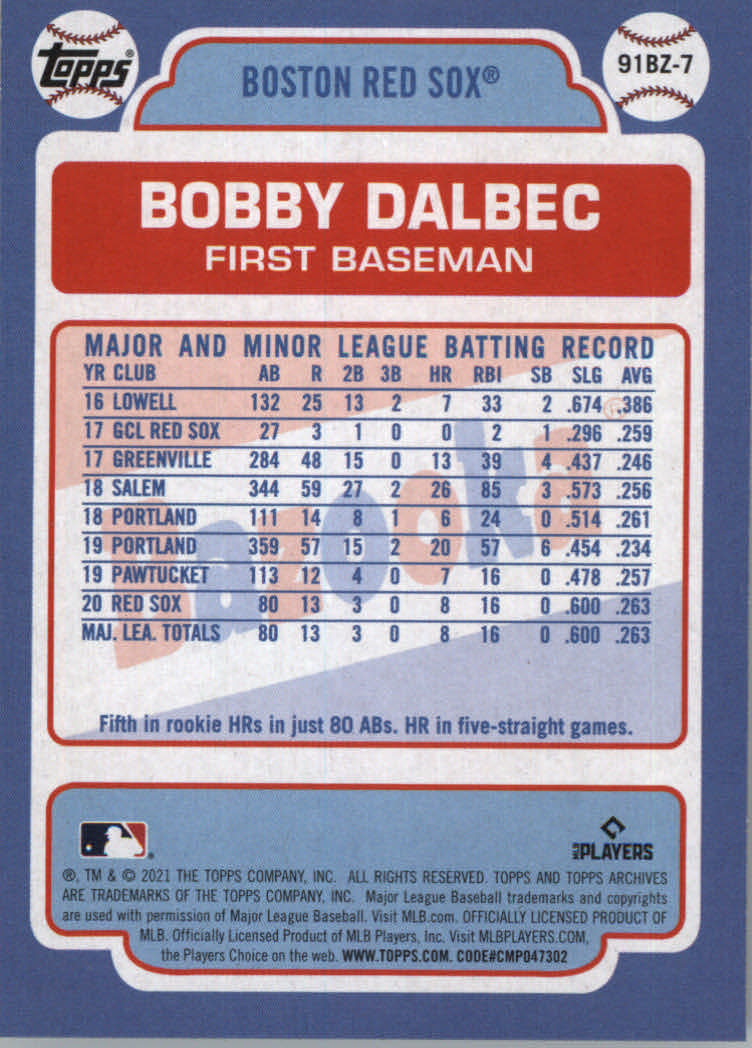 Topps®
BOSTON RED SOX®
91BZ-7
BOBBY DALBEC
FIRST BASEMAN
MAJOR AND MINOR LEAGUE BATTING RECORD
YR CLUB AB R 2B 3B HR RBI SB SLG AVG
16 LOWELL 132 25 13 2 7 33 2 .674 .386
17 GCL RED SOX 27 3 1 0 0 2 1 .296 .259
17 GREENVILLE 284 48 15 0 13 39 4 .437 .246
18 SALEM 344 59 27 2 26 85 3 .573 .256
18 PORTLAND 111 14 8 1 6 24 0 .514 .261
19 PORTLAND 359 57 15 2 20 57 6 .454 .234
19 PAWTUCKET 113 12 4 0 7 16 0 .478 .257
20 RED SOX 80 13 3 0 8 16 0 .600 .263
MAJ. LEA. TOTALS 80 13 3 0 8 16 0 .600 .263
Bazooka®
Fifth in rookie HRs in just 80 ABs. HR in five-straight games.
MLB PLAYERS
®, TM & © 2021 THE TOPPS COMPANY, INC. ALL RIGHTS RESERVED. TOPPS AND TOPPS ARCHIVES
ARE TRADEMARKS OF THE TOPPS COMPANY, INC. Major League Baseball trademarks and copyrights
are used with permission of Major League Baseball. Visit MLB.com. OFFICIALLY LICENSED PRODUCT OF
MLB. Officially Licensed Product of MLB Players, Inc. Visit MLBPLAYERS.COM,
the Players Choice on the web. WWW.TOPPS.COM. CODE#CMP047302